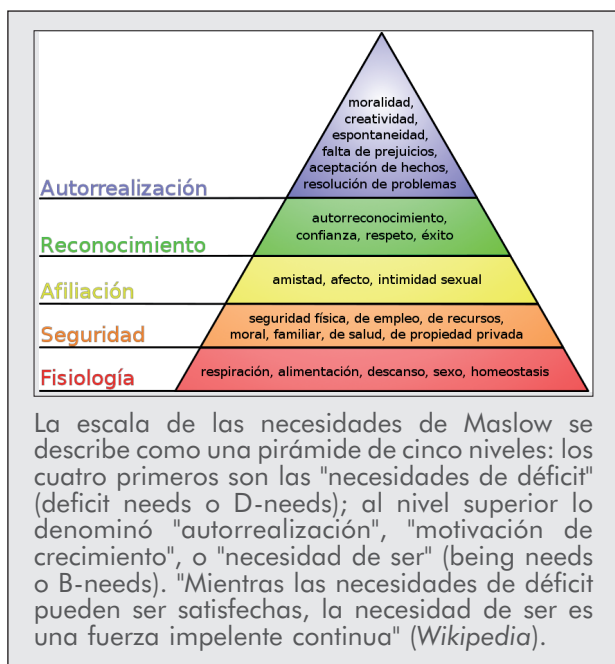 moralidad,
creatividad,
espontaneidad,
falta de prejuicios,
aceptación de hechos,
resolución de problemas
Autorrealización
autorreconocimiento,
confianza, respeto, éxito
Reconocimiento
amistad, afecto, intimidad sexual
Afiliación
seguridad física, de empleo, de recursos,
moral, familiar, de salud, de propiedad privada
Seguridad
respiración, alimentación, descanso, sexo, homeostasis
Fisiología
La escala de las necesidades de Maslow se
describe como una pirámide de cinco niveles: los
cuatro primeros son las "necesidades de déficit"
(deficit needs o D-needs); al nivel superior lo
denominó "autorrealización", "motivación de
crecimiento", o "necesidad de ser" (being needs
o B-needs). "Mientras las necesidades de déficit
pueden ser satisfechas, la necesidad de ser es
una fuerza impelente continua" (Wikipedia).